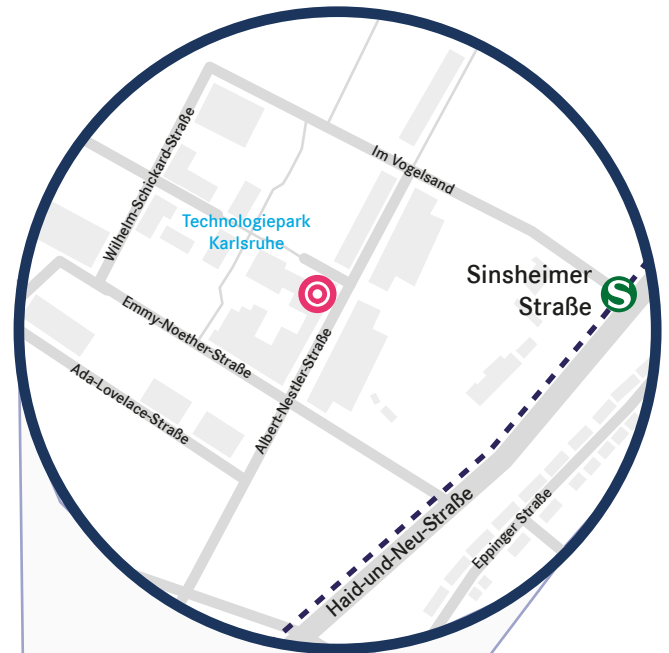 Wilhelm-Schickard-Straße
Im Vogelsand
Technologiepark
Karlsruhe
Sinsheimer
Straße
S
Emmy-Noether-Straße
Albert-Nestler-Straße
Ada-Lovelace-Straße
Haid-und-Neu-Straße
Eppinger Straße